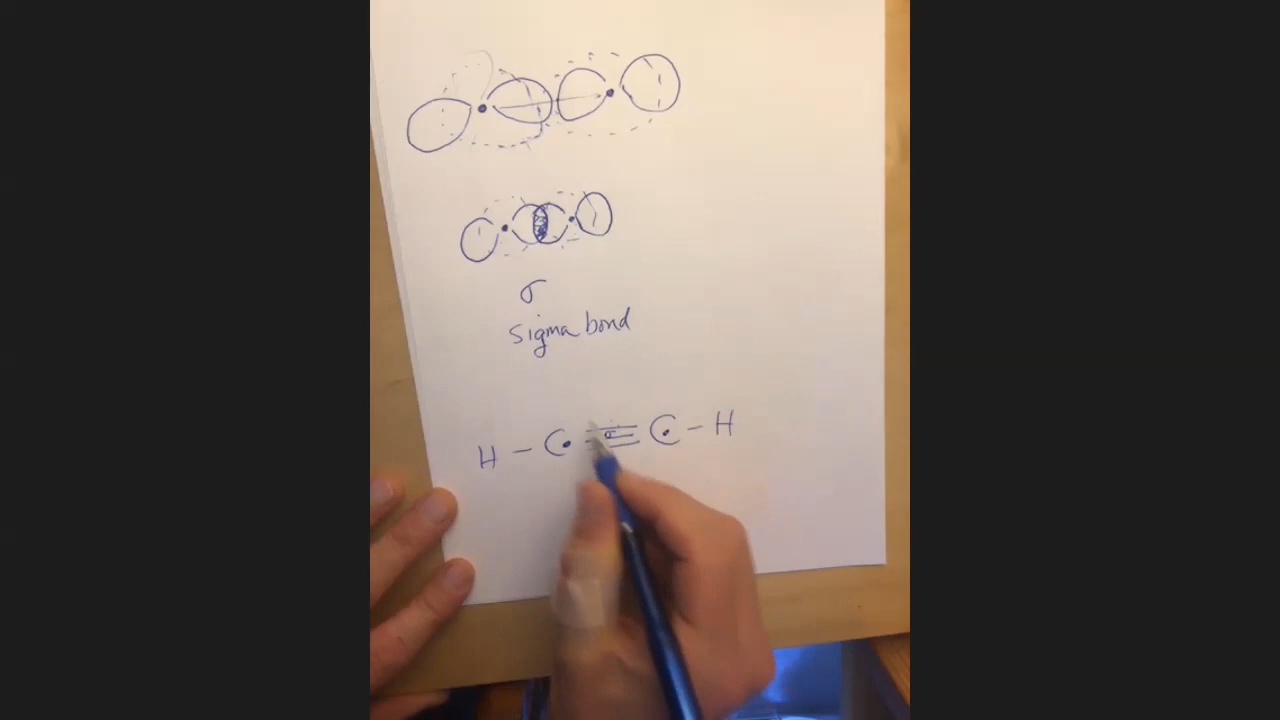 σ
sigma bond
H - C ≡ C - H